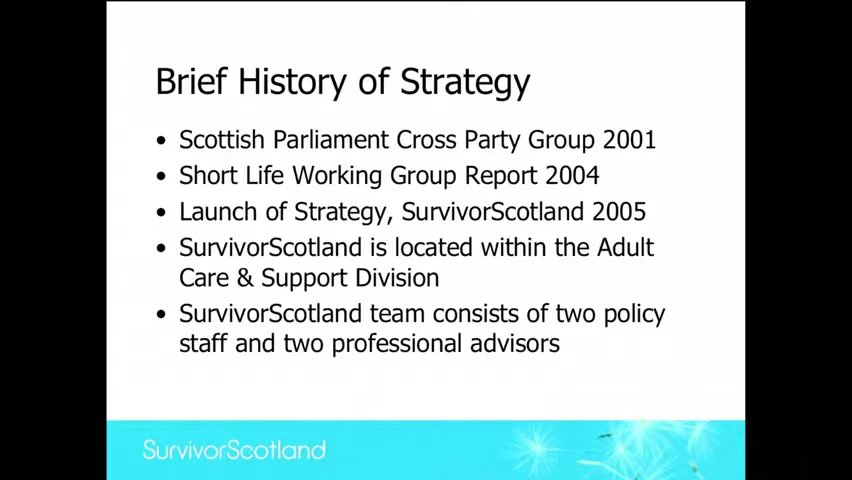 Brief History of Strategy
• Scottish Parliament Cross Party Group 2001
• Short Life Working Group Report 2004
• Launch of Strategy, SurvivorScotland 2005
• SurvivorScotland is located within the Adult
Care & Support Division
• SurvivorScotland team consists of two policy
staff and two professional advisors
SurvivorScotland